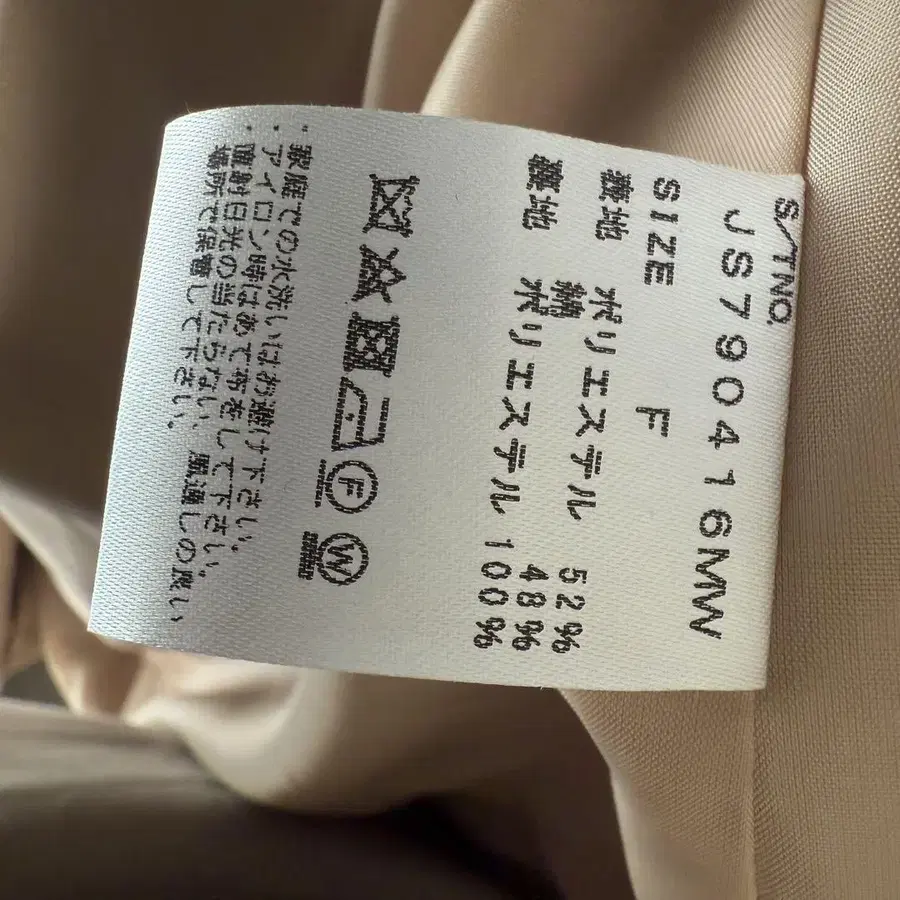 S/TNO.
JS790416MW
SIZE F
表地 ポリエステル 52%
綿 48%
裏地 ポリエステル 100%
F W
・家庭での水洗いはお避け下さい。
・アイロン時はあて布をして下さい。
・直射日光の当たらない、風通しの良い
場所で保管して下さい。